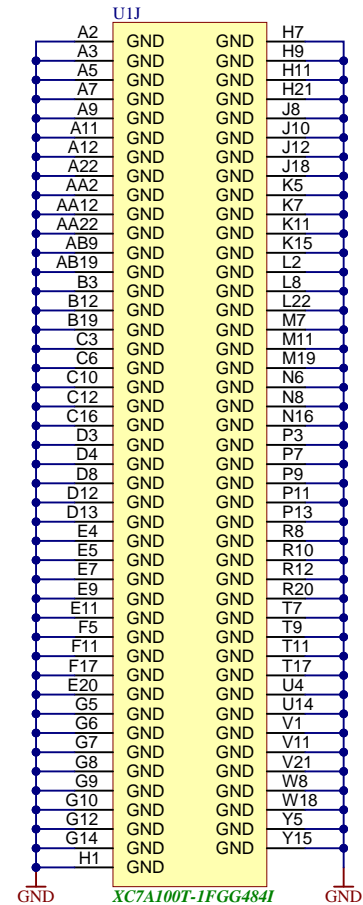 U1J
A2 GND GND H7
A3 GND GND H9
A5 GND GND H11
A7 GND GND H21
A9 GND GND J8
A11 GND GND J10
A12 GND GND J12
A22 GND GND J18
AA2 GND GND K5
AA12 GND GND K7
AA22 GND GND K11
AB9 GND GND K15
AB19 GND GND L2
B3 GND GND L8
B12 GND GND L22
B19 GND GND M7
C3 GND GND M11
C6 GND GND M19
C10 GND GND N6
C12 GND GND N8
C16 GND GND N16
D3 GND GND P3
D4 GND GND P7
D8 GND GND P9
D12 GND GND P11
D13 GND GND P13
E4 GND GND R8
E5 GND GND R10
E7 GND GND R12
E9 GND GND R20
E11 GND GND T7
F5 GND GND T9
F11 GND GND T11
F17 GND GND T17
E20 GND GND U4
G5 GND GND U14
G6 GND GND V1
G7 GND GND V11
G8 GND GND V21
G9 GND GND W8
G10 GND GND W18
G12 GND GND Y5
G14 GND GND Y15
H1 GND
GND XC7A100T-1FGG484I GND